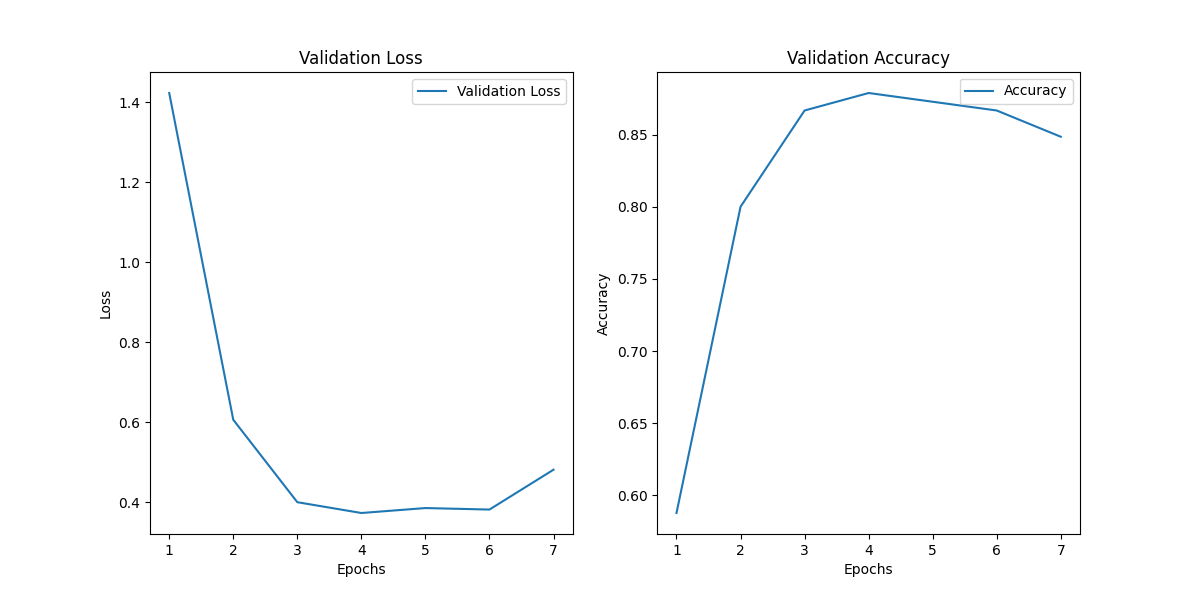 Validation Loss
Validation Loss
1.4
1.2
1.0
0.8
0.6
0.4
Loss
1 2 3 4 5 6 7
Epochs
Validation Accuracy
Accuracy
0.85
0.80
0.75
0.70
0.65
0.60
Accuracy
1 2 3 4 5 6 7
Epochs